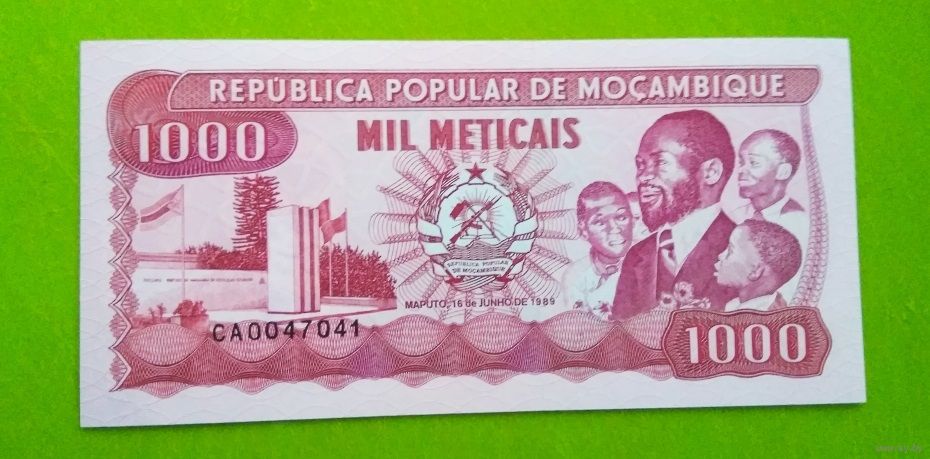 REPÚBLICA POPULAR DE MOÇAMBIQUE
1000
MIL METICAIS
REPÚBLICA POPULAR
DE MOÇAMBIQUE
MAPUTO, 16 de JUNHO DE 1989
CA0047041
1000